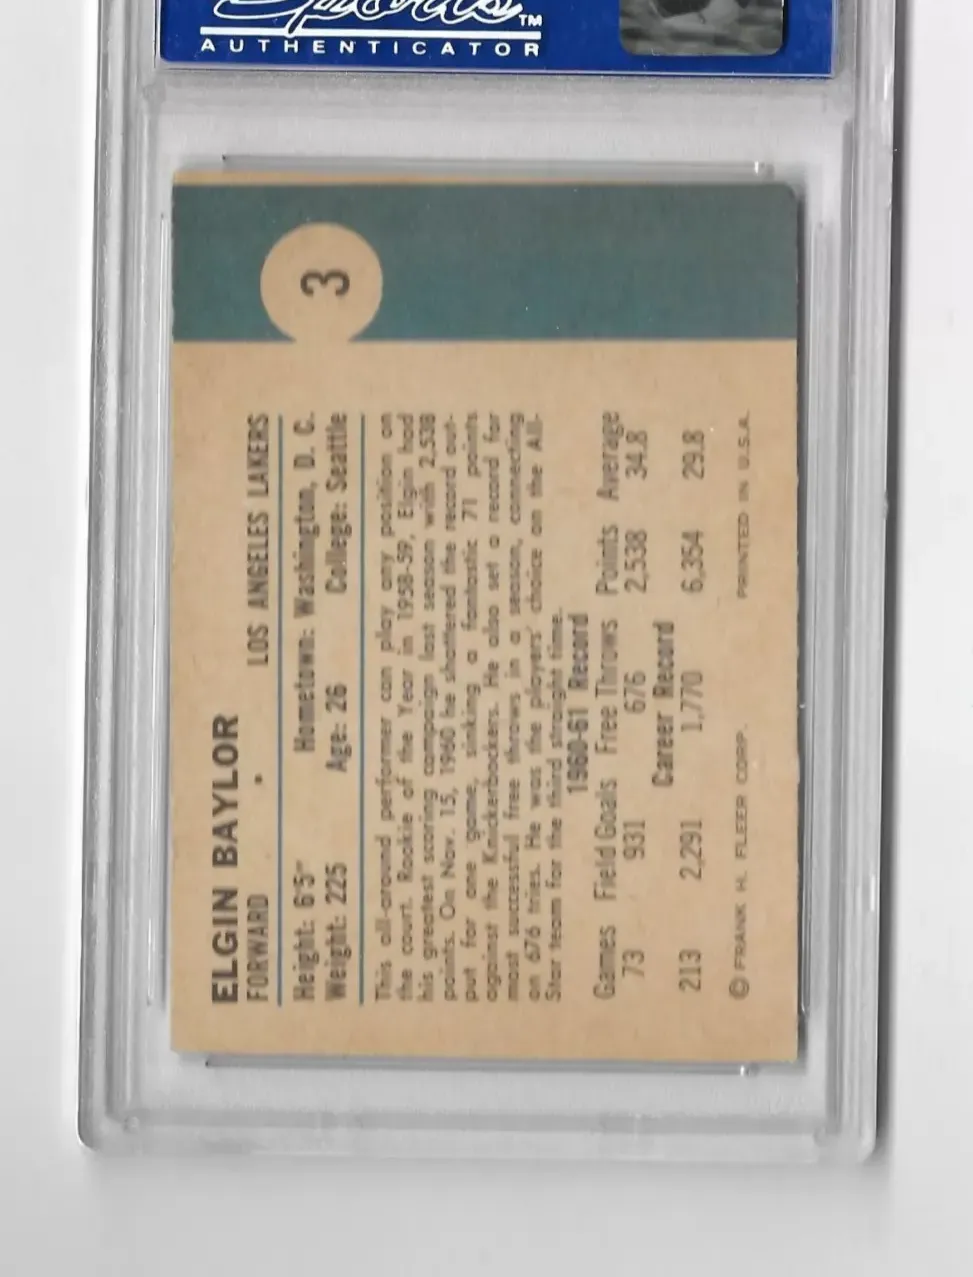 Sports TM
AUTHENTICATOR
3
ELGIN BAYLOR
FORWARD • LOS ANGELES LAKERS
Height: 6'5" Hometown: Washington, D. C.
Weight: 225 Age: 26 College: Seattle
This all-around performer can play any position on
the court. Rookie of the Year in 1958-59, Elgin had
his greatest scoring campaign last season with 2,538
points. On Nov. 15, 1960 he shattered the record out-
put for one game, sinking a fantastic 71 points
against the Knickerbockers. He also set a record for
most successful free throws in a season, connecting
on 676 tries. He was the players' choice on the All-
Star team for the third straight time.
1960-61 Record
Games Field Goals Free Throws Points Average
73 931 676 2,538 34.8
Career Record
213 2,291 1,770 6,354 29.8
© FRANK H. FLEER CORP. PRINTED IN U.S.A.